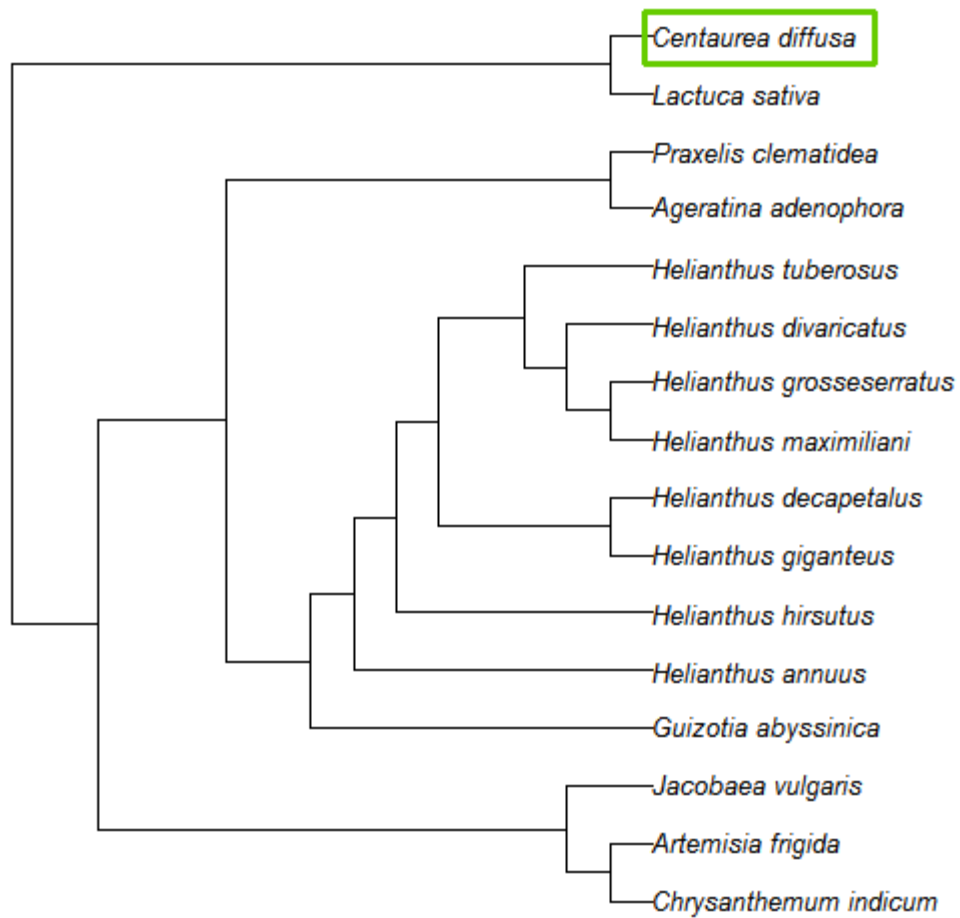 Centaurea diffusa
Lactuca sativa
Praxelis clematidea
Ageratina adenophora
Helianthus tuberosus
Helianthus divaricatus
Helianthus grosseserratus
Helianthus maximiliani
Helianthus decapetalus
Helianthus giganteus
Helianthus hirsutus
Helianthus annuus
Guizotia abyssinica
Jacobaea vulgaris
Artemisia frigida
Chrysanthemum indicum